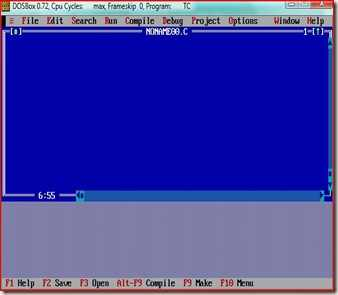 DOSBox 0.72, Cpu Cycles: max, Frameskip 0, Program: TC
≡ File Edit Search Run Compile Debug Project Options Window Help
[■] NONAME00.C 1=[↑]
6:55
F1 Help F2 Save F3 Open Alt-F9 Compile F9 Make F10 Menu